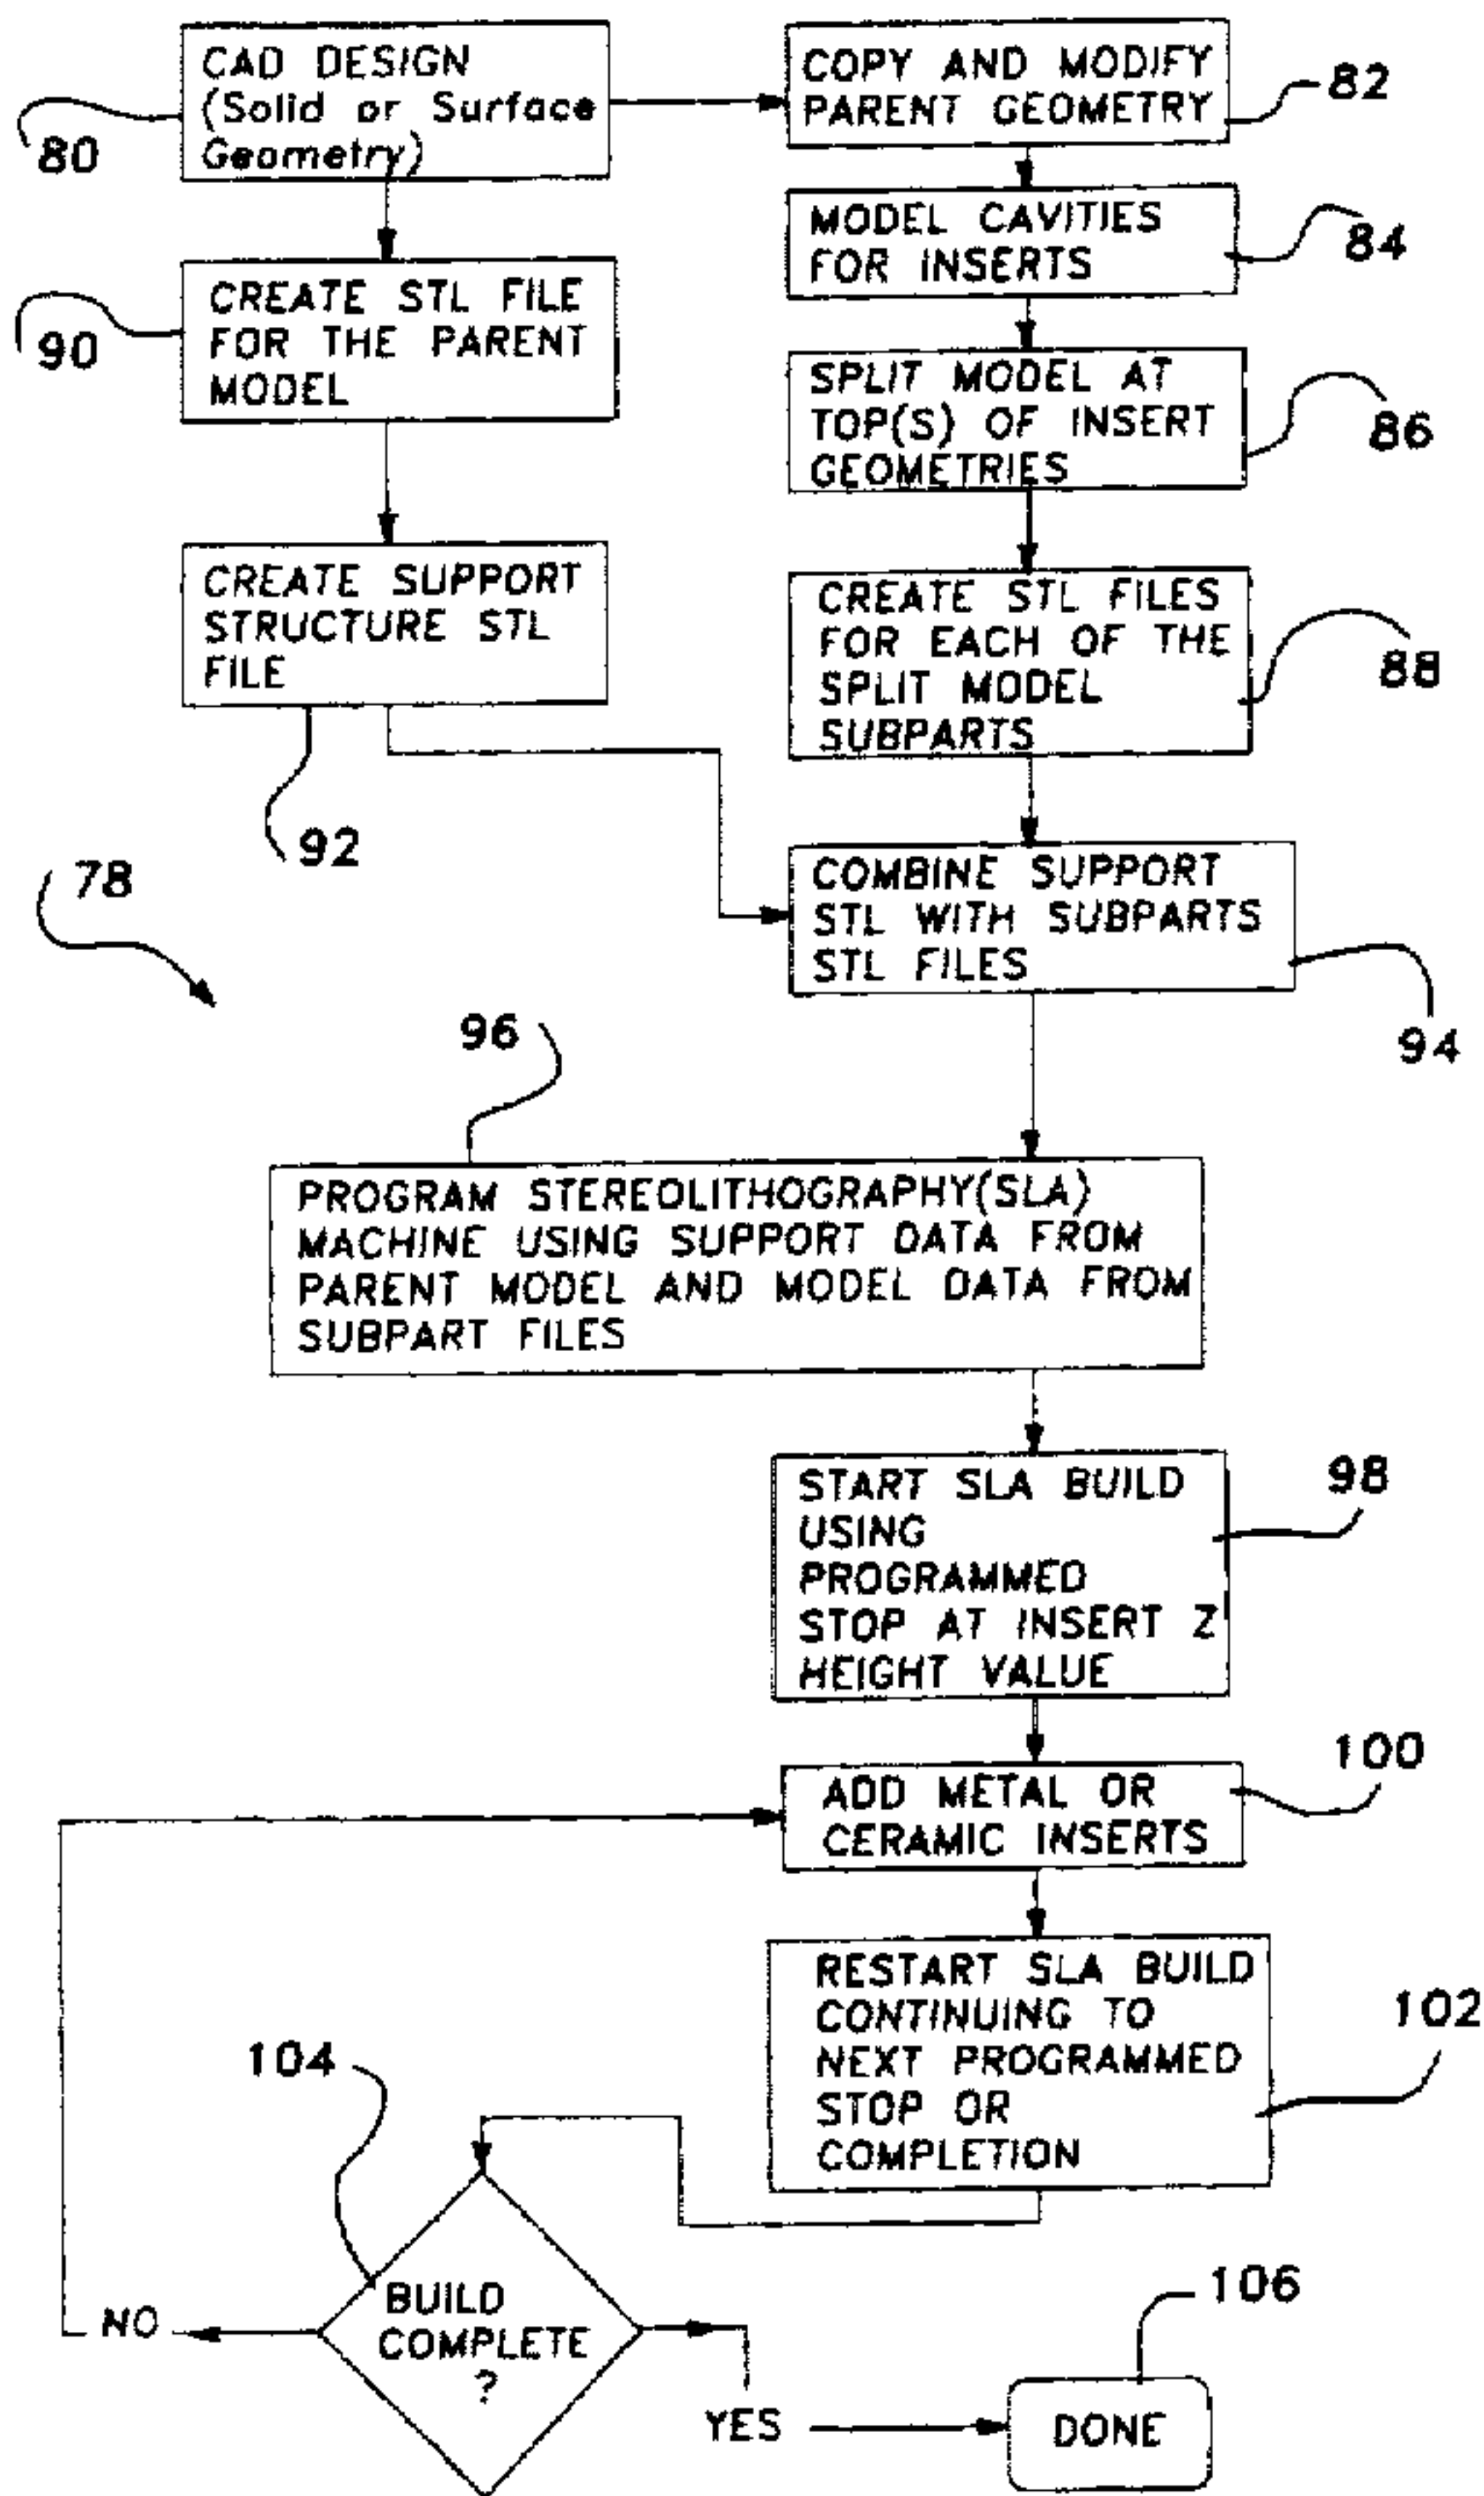 CAD DESIGN
(Solid or Surface
Geometry)
80
COPY AND MODIFY
PARENT GEOMETRY
82
MODEL CAVITIES
FOR INSERTS
84
CREATE STL FILE
FOR THE PARENT
MODEL
90
SPLIT MODEL AT
TOP(S) OF INSERT
GEOMETRIES
86
CREATE SUPPORT
STRUCTURE STL
FILE
92
CREATE STL FILES
FOR EACH OF THE
SPLIT MODEL
SUBPARTS
88
78
COMBINE SUPPORT
STL WITH SUBPARTS
STL FILES
94
96
PROGRAM STEREOLITHOGRAPHY(SLA)
MACHINE USING SUPPORT DATA FROM
PARENT MODEL AND MODEL DATA FROM
SUBPART FILES
START SLA BUILD
USING
PROGRAMMED
STOP AT INSERT Z
HEIGHT VALUE
98
ADD METAL OR
CERAMIC INSERTS
100
RESTART SLA BUILD
CONTINUING TO
NEXT PROGRAMMED
STOP OR
COMPLETION
102
104
BUILD
COMPLETE
?
NO
YES
106
DONE